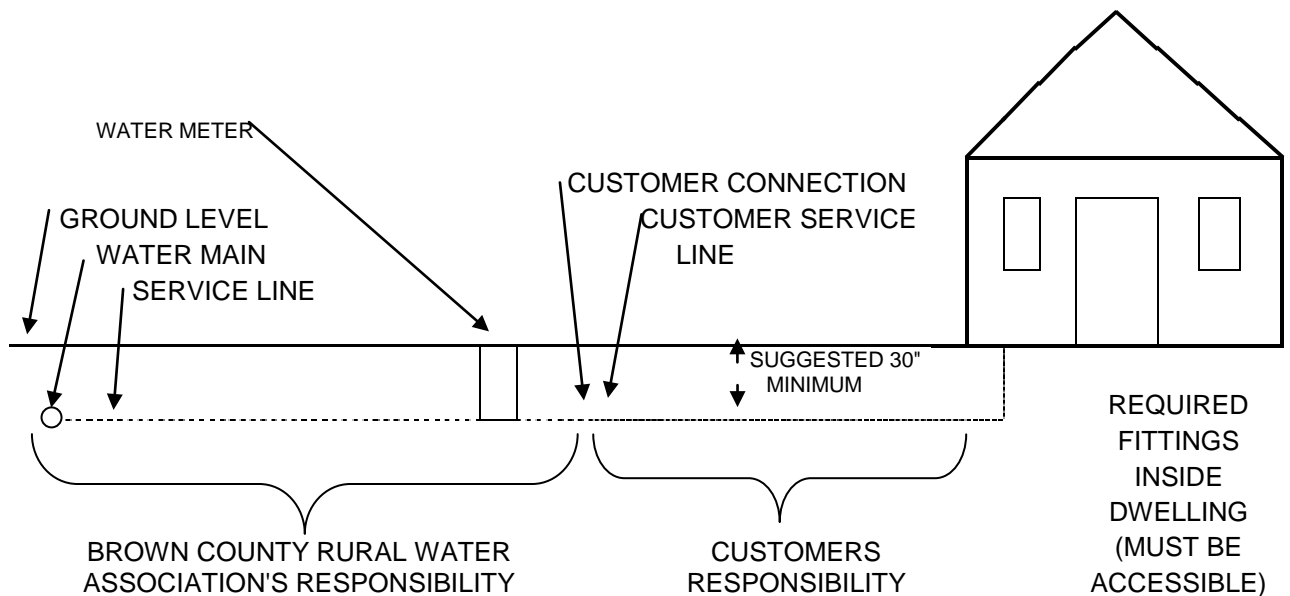 WATER METER
CUSTOMER CONNECTION
GROUND LEVEL
CUSTOMER SERVICE
LINE
WATER MAIN
SERVICE LINE
SUGGESTED 30"
MINIMUM
REQUIRED
FITTINGS
INSIDE
DWELLING
(MUST BE
ACCESSIBLE)
BROWN COUNTY RURAL WATER
ASSOCIATION'S RESPONSIBILITY
CUSTOMERS
RESPONSIBILITY